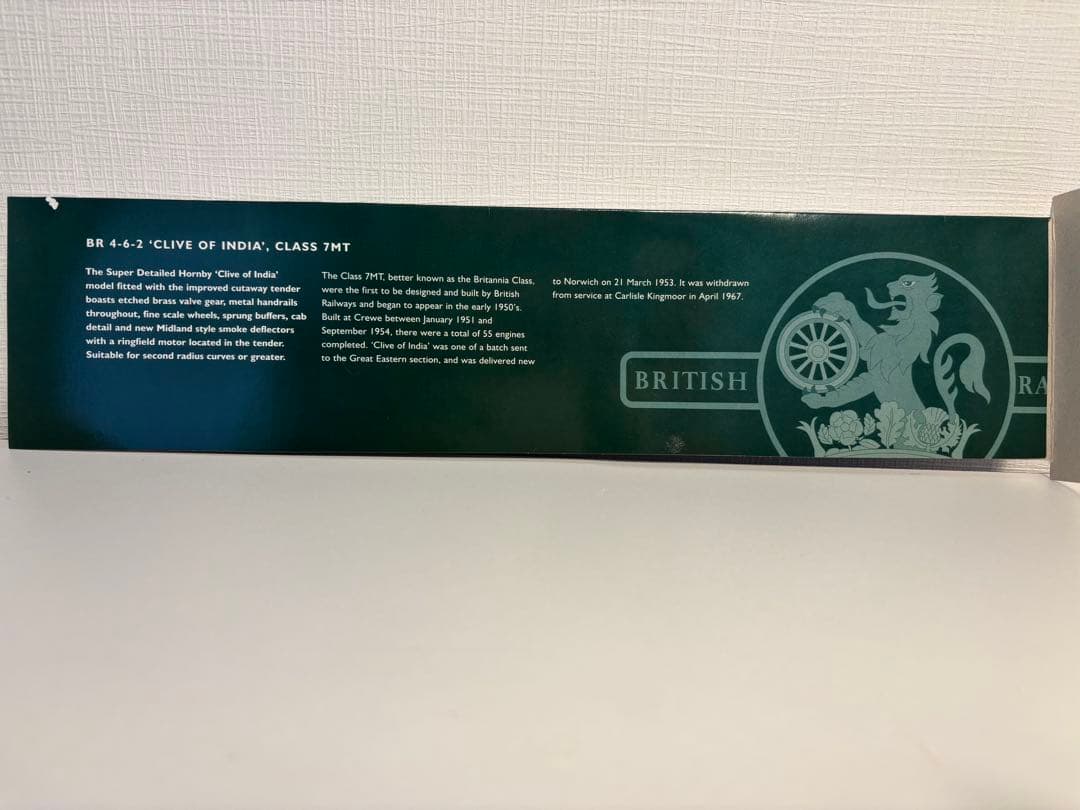 BR 4-6-2 ‘CLIVE OF INDIA’, CLASS 7MT
The Super Detailed Hornby ‘Clive of India’
model fitted with the improved cutaway tender
boasts etched brass valve gear, metal handrails
throughout, fine scale wheels, sprung buffers, cab
detail and new Midland style smoke deflectors
with a ringfield motor located in the tender.
Suitable for second radius curves or greater.
The Class 7MT, better known as the Britannia Class,
were the first to be designed and built by British
Railways and began to appear in the early 1950’s.
Built at Crewe between January 1951 and
September 1954, there were a total of 55 engines
completed. ‘Clive of India’ was one of a batch sent
to the Great Eastern section, and was delivered new
to Norwich on 21 March 1953. It was withdrawn
from service at Carlisle Kingmoor in April 1967.
BRITISH
RA